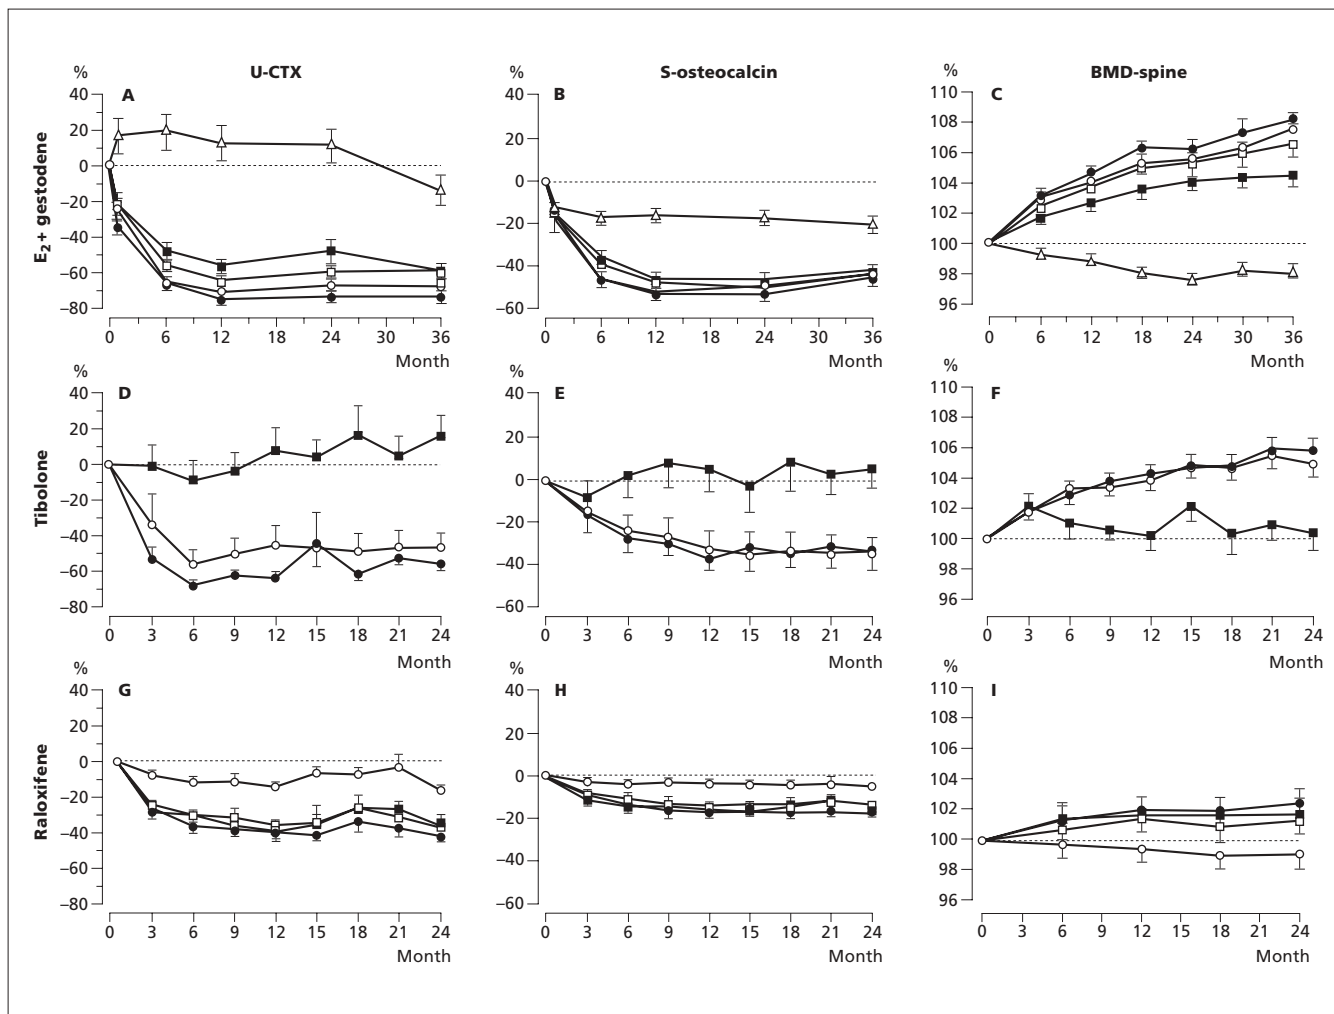 U-CTX S-osteocalcin BMD-spine
E2+ gestodene
% A
40
20
0
−20
−40
−60
−80
0 6 12 18 24 30 36
Month
% B
40
20
0
−20
−40
−60
0 6 12 18 24 30 36
Month
% C
110
108
106
104
102
100
98
96
0 6 12 18 24 30 36
Month
Tibolone
% D
40
20
0
−20
−40
−60
−80
0 3 6 9 12 15 18 21 24
Month
% E
40
20
0
−20
−40
−60
0 3 6 9 12 15 18 21 24
Month
% F
110
108
106
104
102
100
98
96
0 3 6 9 12 15 18 21 24
Month
Raloxifene
% G
40
20
0
−20
−40
−60
−80
0 3 6 9 12 15 18 21 24
Month
% H
40
20
0
−20
−40
−60
0 3 6 9 12 15 18 21 24
Month
% I
110
108
106
104
102
100
98
96
0 3 6 9 12 15 18 21 24
Month